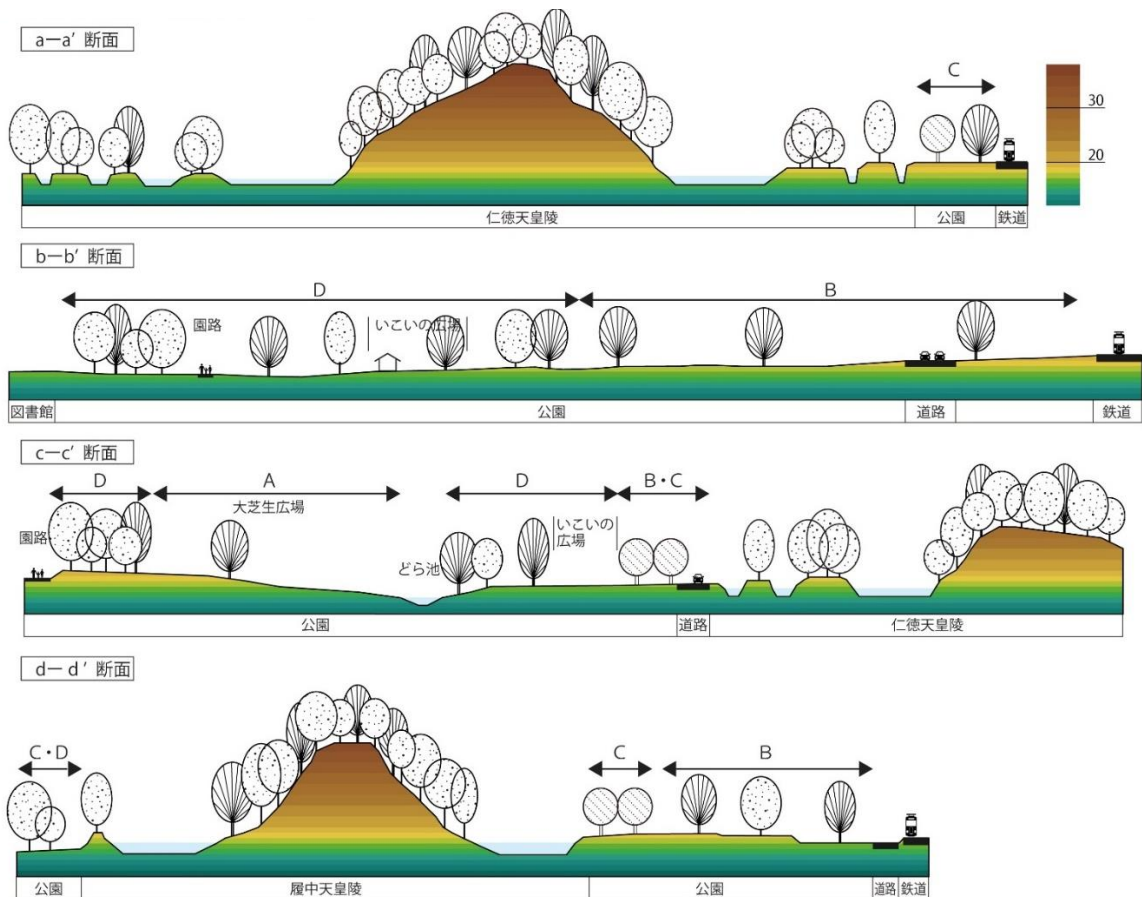 a−a’ 断面
C
30
20
仁徳天皇陵
公園
鉄道
b−b’ 断面
D
B
園路
いこいの広場
図書館
公園
道路
鉄道
c−c’ 断面
D
A
D
B・C
大芝生広場
園路
いこいの
広場
どら池
公園
道路
仁徳天皇陵
d−d’ 断面
C・D
C
B
公園
履中天皇陵
公園
道路
鉄道